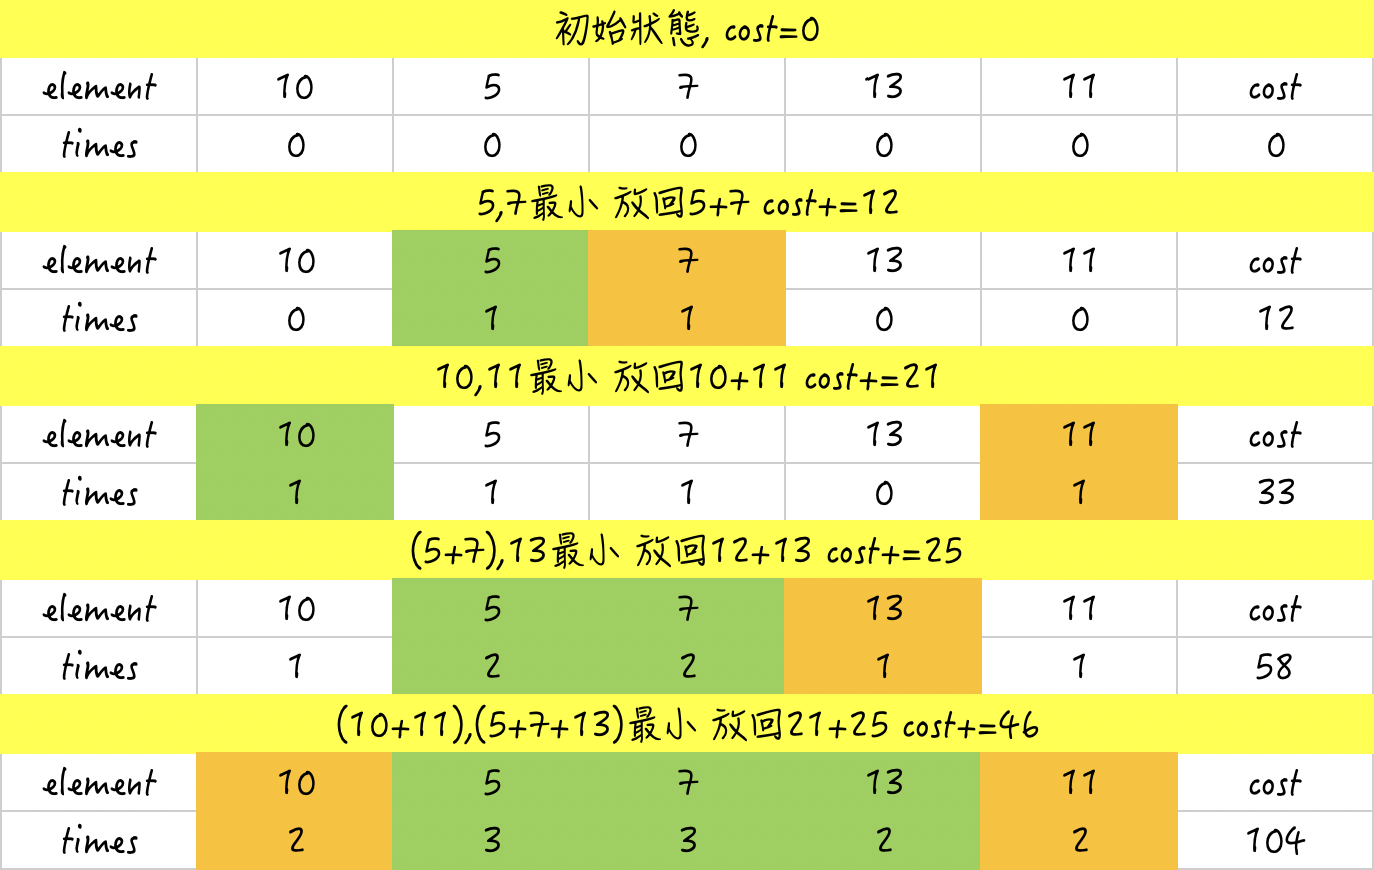 初始狀態, cost=0
element 10 5 7 13 11 cost
times 0 0 0 0 0 0
5,7最小 放回5+7 cost+=12
element 10 5 7 13 11 cost
times 0 1 1 0 0 12
10,11最小 放回10+11 cost+=21
element 10 5 7 13 11 cost
times 1 1 1 0 1 33
(5+7),13最小 放回12+13 cost+=25
element 10 5 7 13 11 cost
times 1 2 2 1 1 58
(10+11),(5+7+13)最小 放回21+25 cost+=46
element 10 5 7 13 11 cost
times 2 3 3 2 2 104